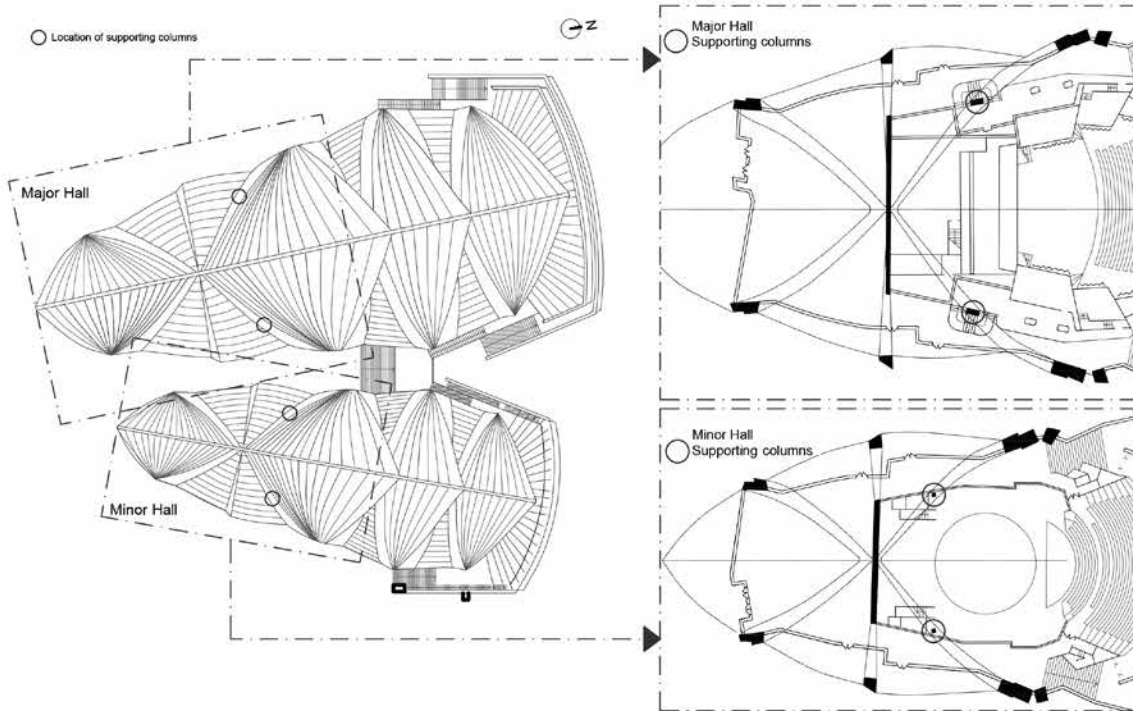 Location of supporting columns
N
Major Hall
Minor Hall
Major Hall
Supporting columns
Minor Hall
Supporting columns